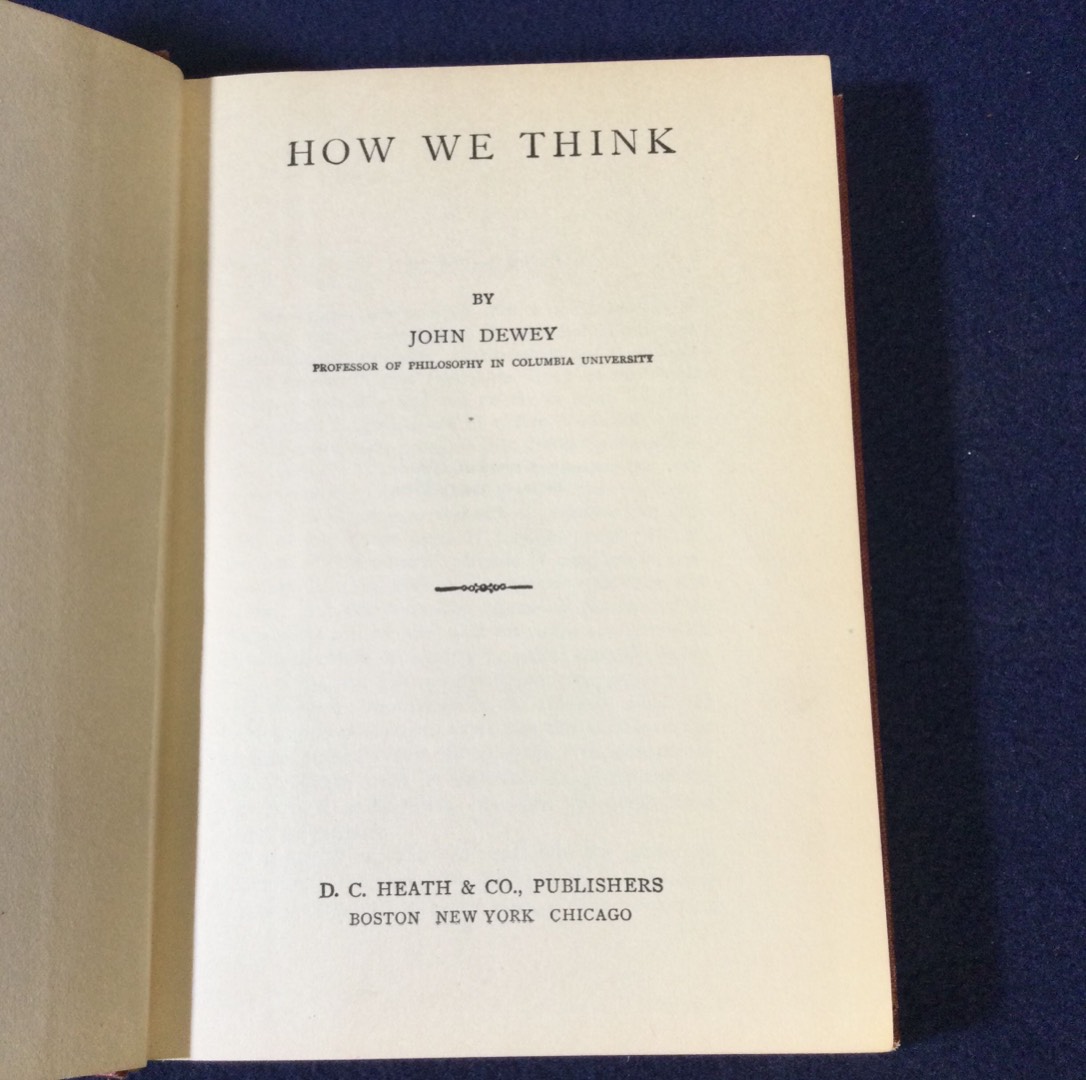 HOW WE THINK
BY
JOHN DEWEY
PROFESSOR OF PHILOSOPHY IN COLUMBIA UNIVERSITY
D. C. HEATH & CO., PUBLISHERS
BOSTON NEW YORK CHICAGO